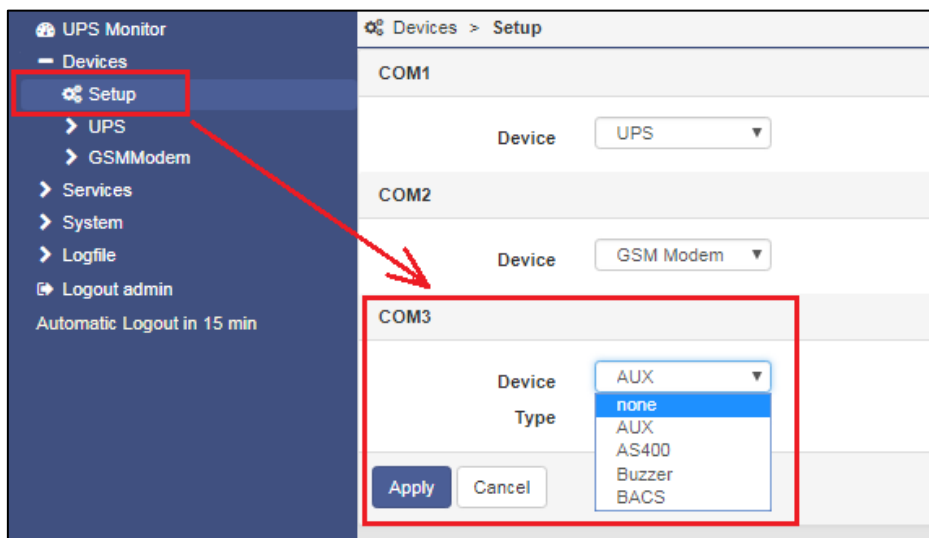 UPS Monitor
Devices
Setup
UPS
GSMModem
Services
System
Logfile
Logout admin
Automatic Logout in 15 min
Devices > Setup
COM1
Device UPS
COM2
Device GSM Modem
COM3
Device AUX
Type
none
AUX
AS400
Buzzer
BACS
Apply Cancel